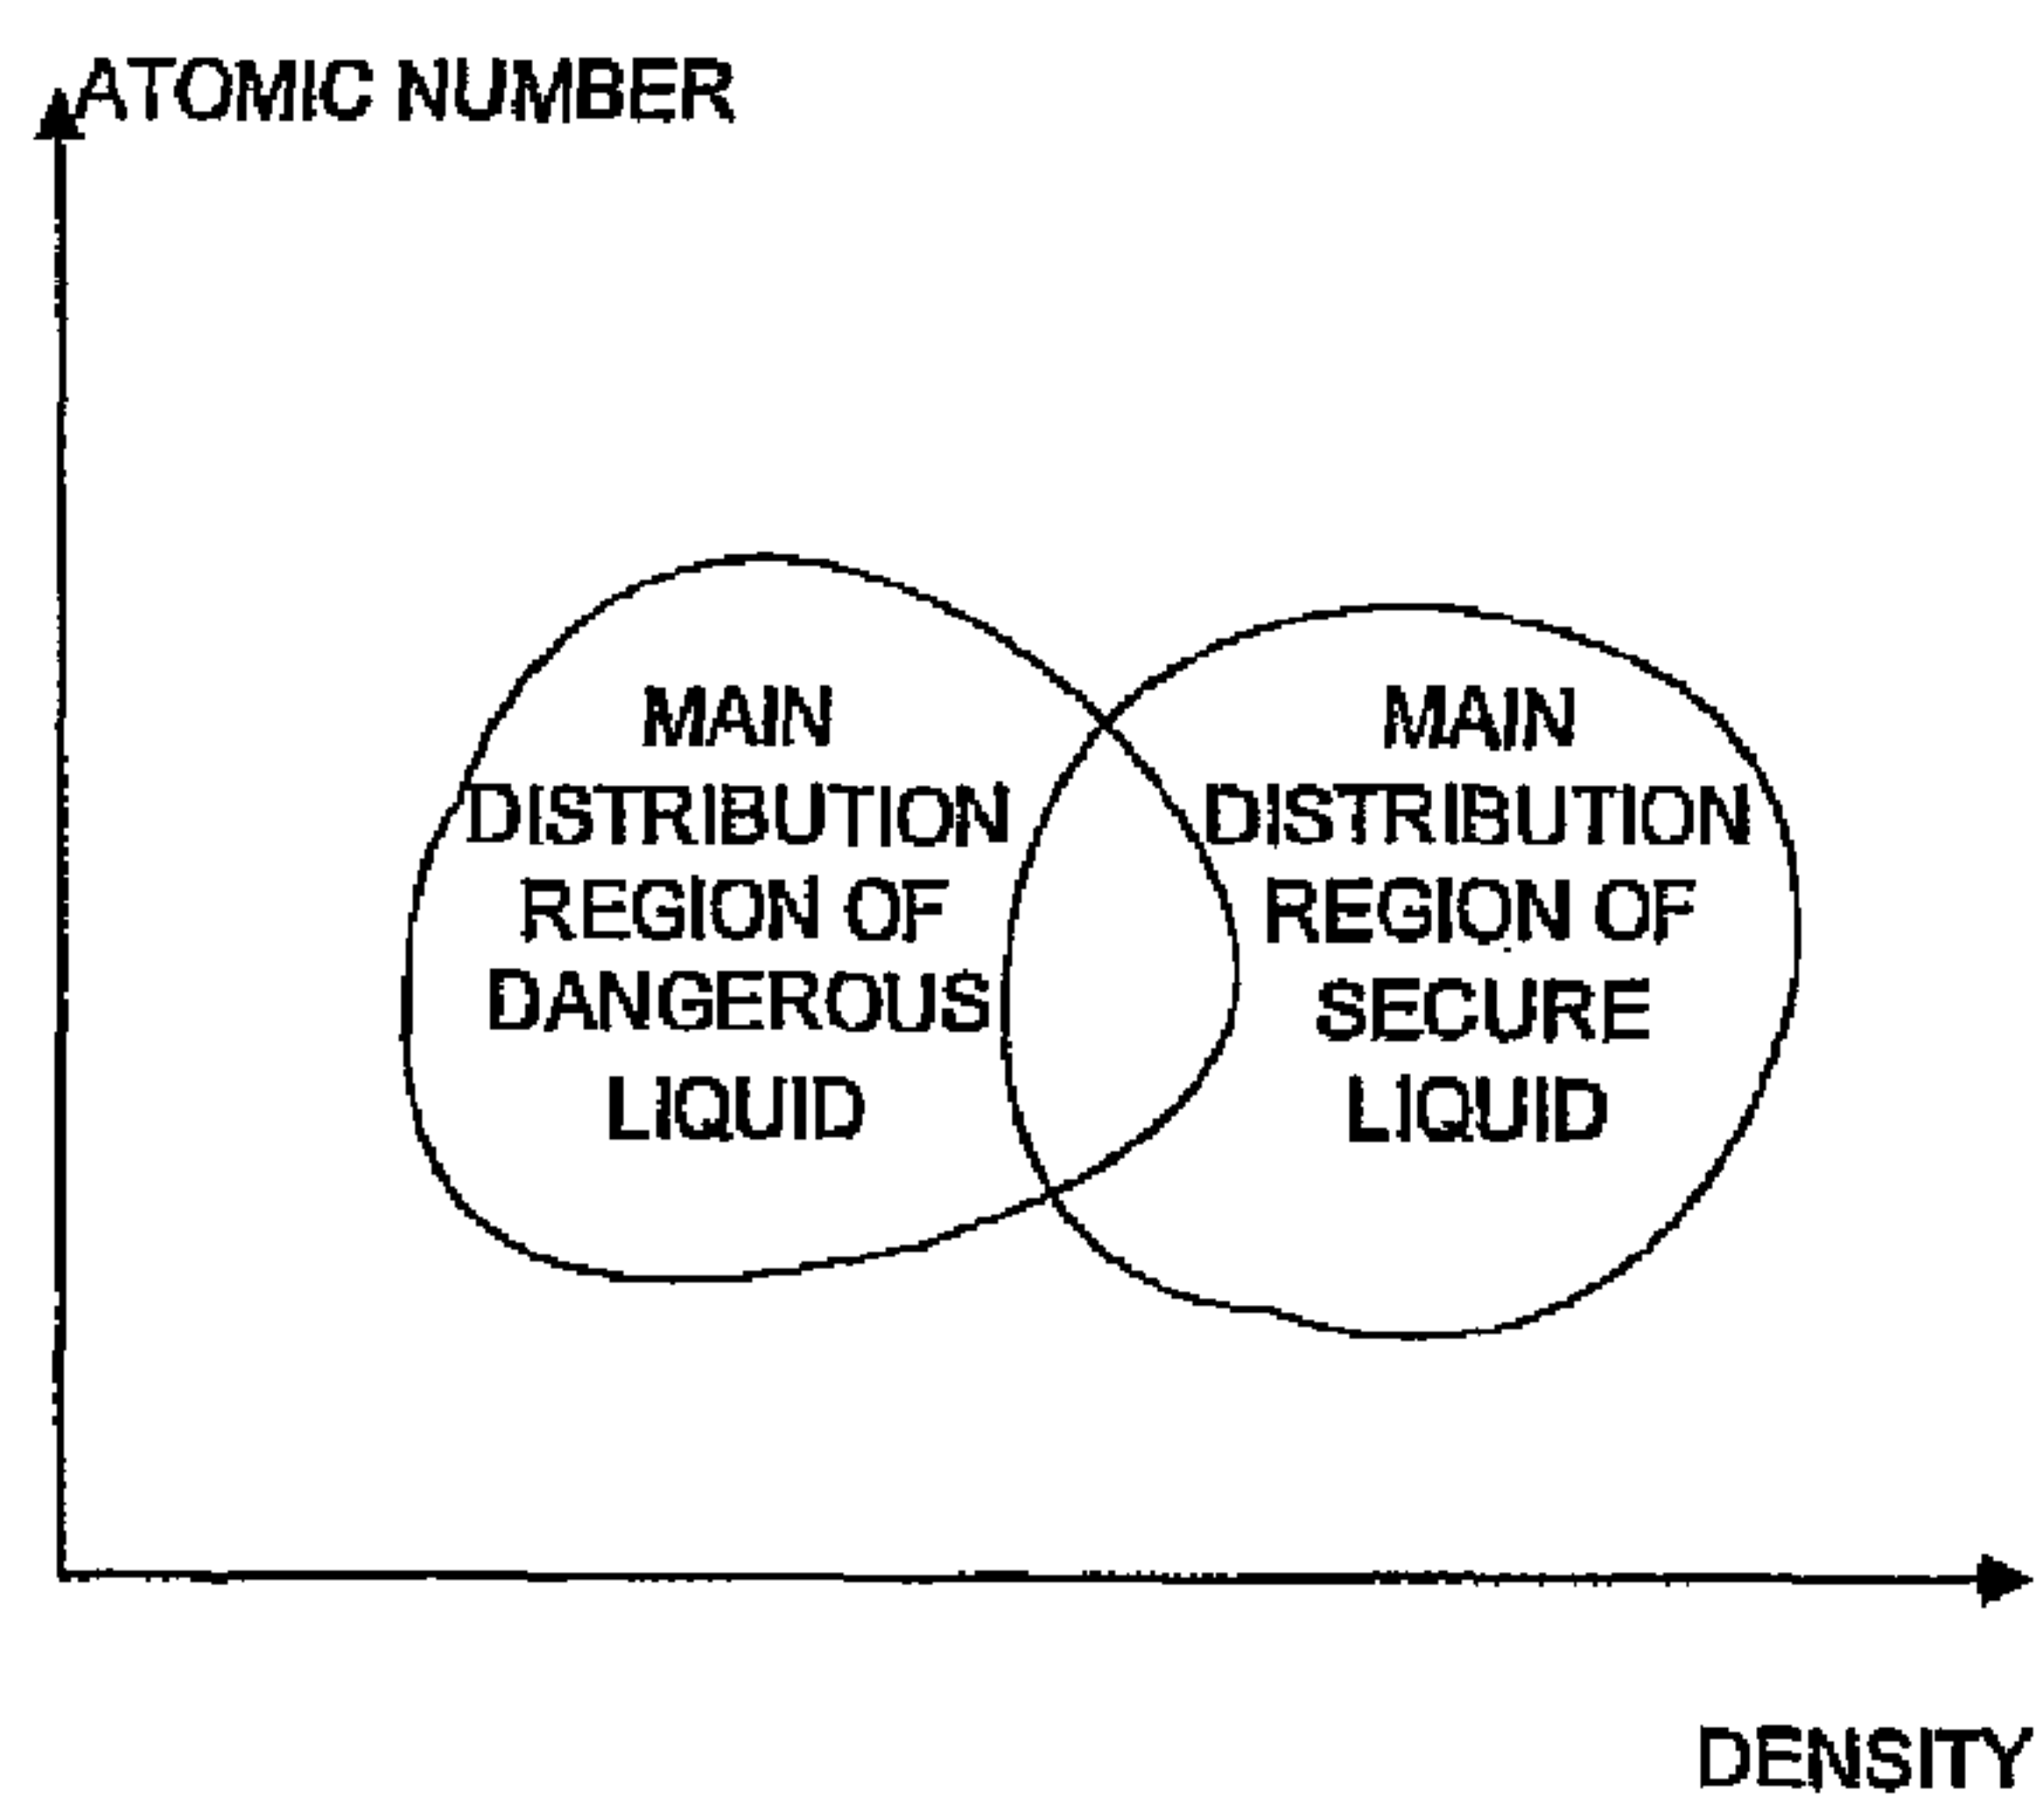 ATOMIC NUMBER
MAIN
DISTRIBUTION
REGION OF
DANGEROUS
LIQUID
MAIN
DISTRIBUTION
REGION OF
SECURE
LIQUID
DENSITY